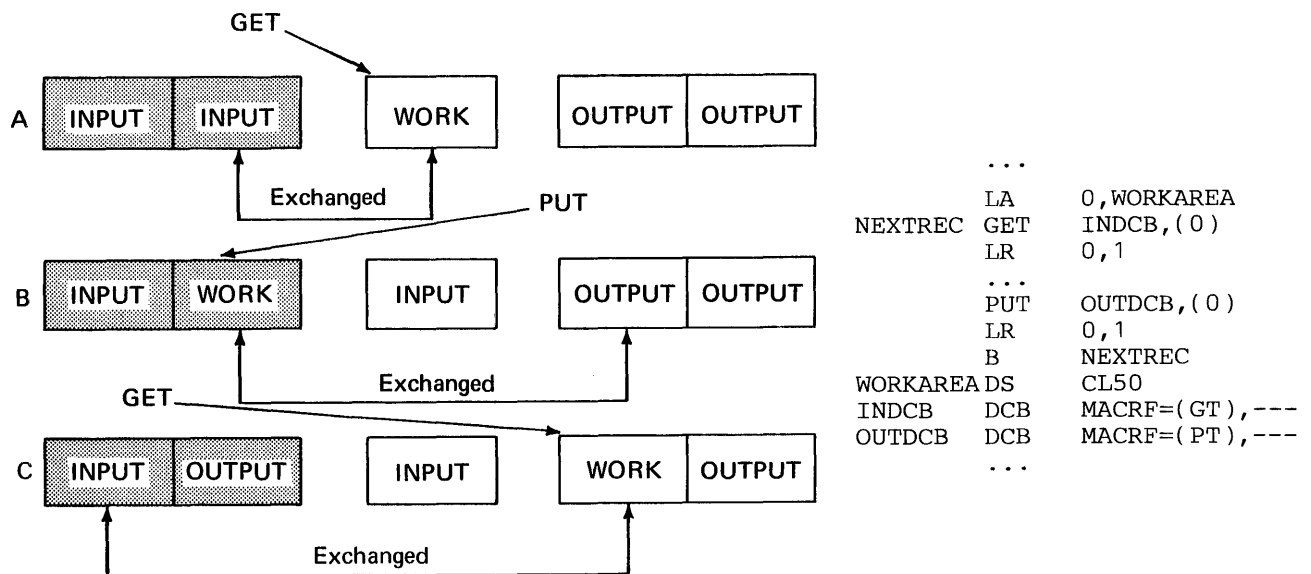 GET
A INPUT INPUT WORK OUTPUT OUTPUT
Exchanged
PUT
B INPUT WORK INPUT OUTPUT OUTPUT
Exchanged
GET
C INPUT OUTPUT INPUT WORK OUTPUT
Exchanged
...
LA 0,WORKAREA
NEXTREC GET INDCB,(0)
LR 0,1
...
PUT OUTDCB,(0)
LR 0,1
B NEXTREC
WORKAREA DS CL50
INDCB DCB MACRF=(GT),---
OUTDCB DCB MACRF=(PT),---
...